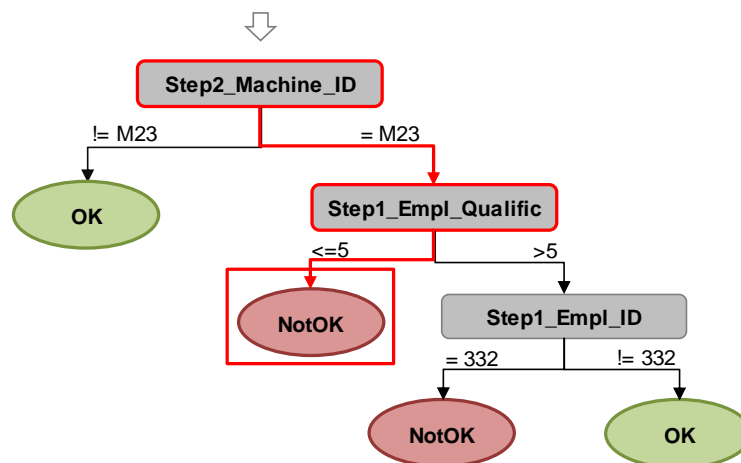 Step2_Machine_ID
!= M23
= M23
OK
Step1_Empl_Qualific
<=5
>5
NotOK
Step1_Empl_ID
= 332
!= 332
NotOK
OK